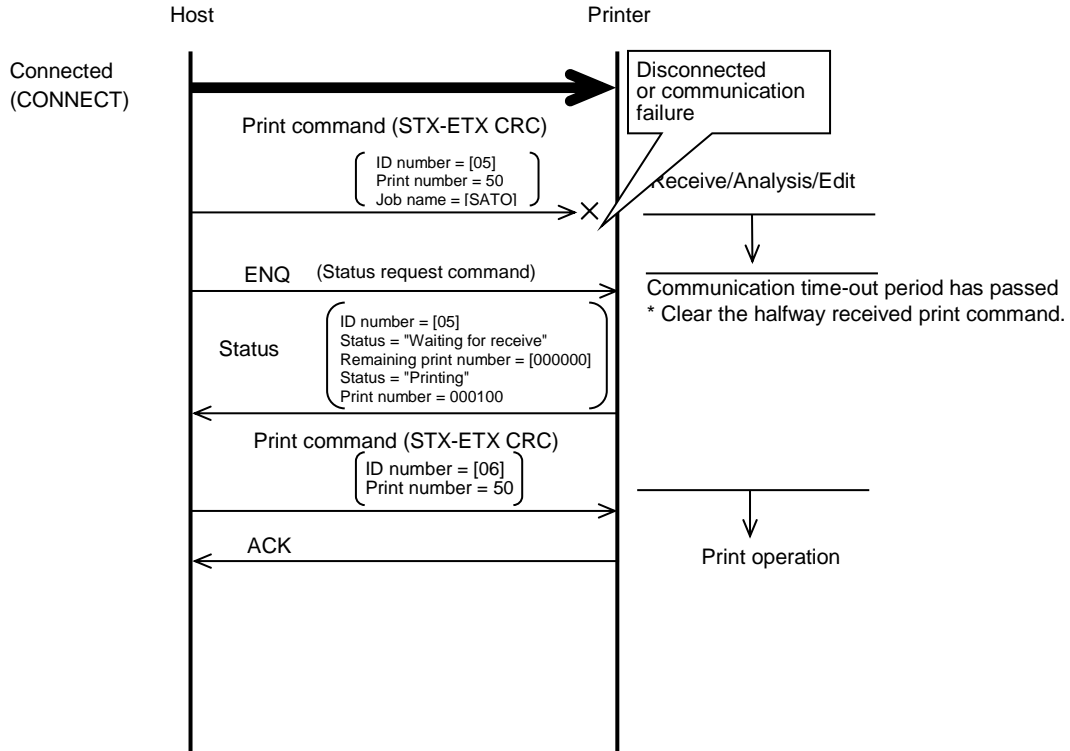 Host
Printer
Connected
(CONNECT)
Disconnected
or communication
failure
Print command (STX-ETX CRC)
ID number = [05]
Print number = 50
Job name = [SATO]
Receive/Analysis/Edit
ENQ (Status request command)
Communication time-out period has passed
* Clear the halfway received print command.
Status
ID number = [05]
Status = "Waiting for receive"
Remaining print number = [000000]
Status = "Printing"
Print number = 000100
Print command (STX-ETX CRC)
ID number = [06]
Print number = 50
ACK
Print operation